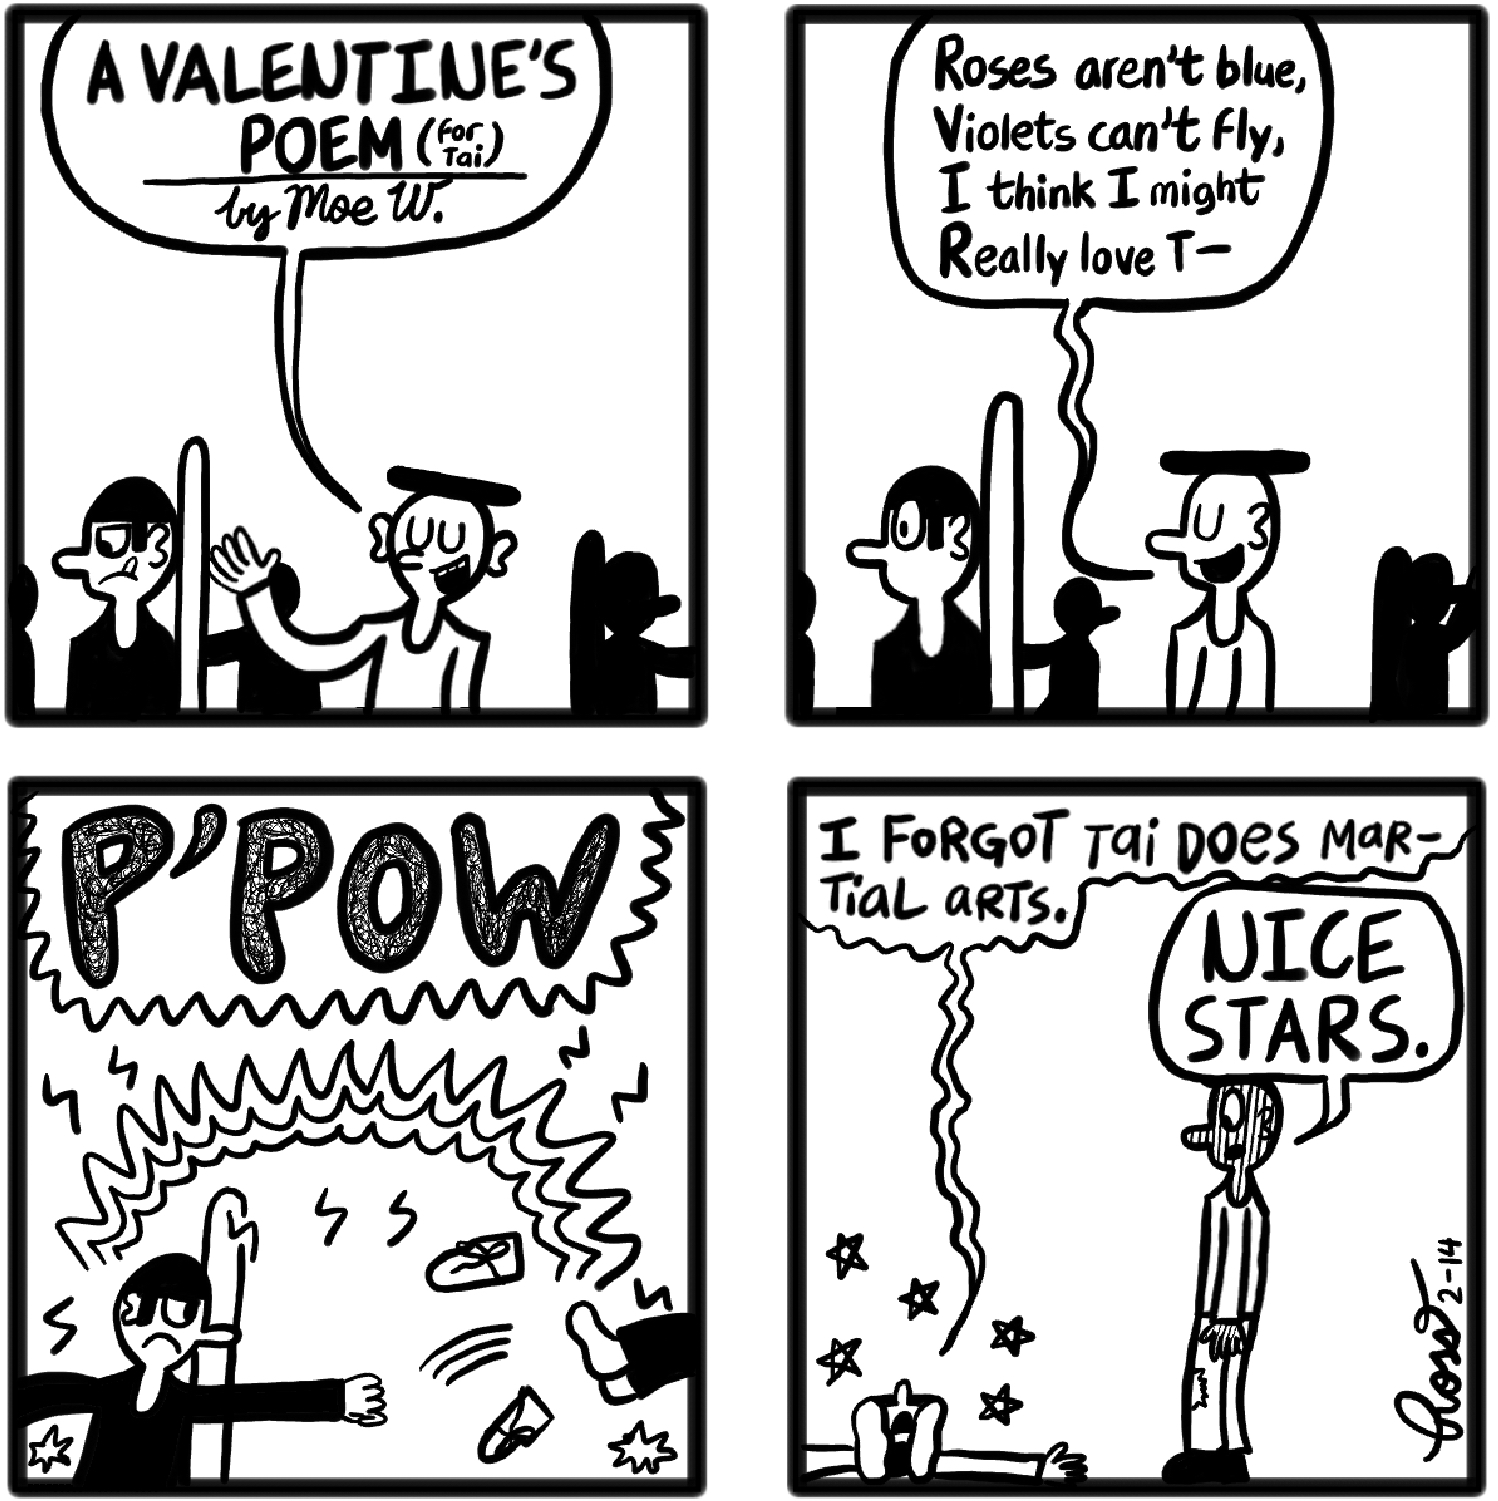 A VALENTINE'S
POEM (for
Tai)
by Moe W.
Roses aren't blue,
Violets can't fly,
I think I might
Really love T—
P'POW
I FORGOT Tai DOES MAR-
TiaL aRTS.
NICE
STARS.
2-14